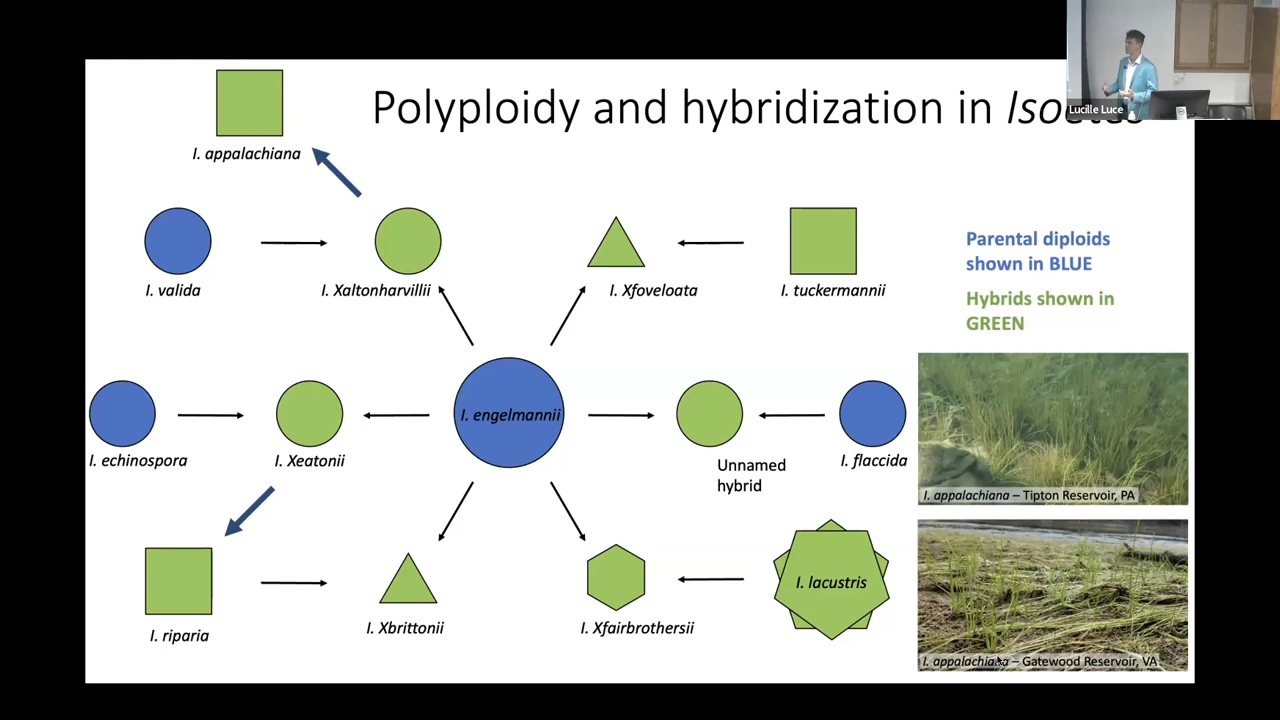 Polyploidy and hybridization in
Lucille Luce
I. appalachiana
I. valida
I. Xaltonharvillii
I. Xfoveloata
I. tuckermannii
Parental diploids
shown in BLUE
Hybrids shown in
GREEN
I. engelmannii
I. echinospora
I. Xeatonii
Unnamed
hybrid
I. flaccida
I. appalachiana – Tipton Reservoir, PA
I. riparia
I. Xbrittonii
I. Xfairbrothersii
I. lacustris
I. appalachiana – Gatewood Reservoir, VA